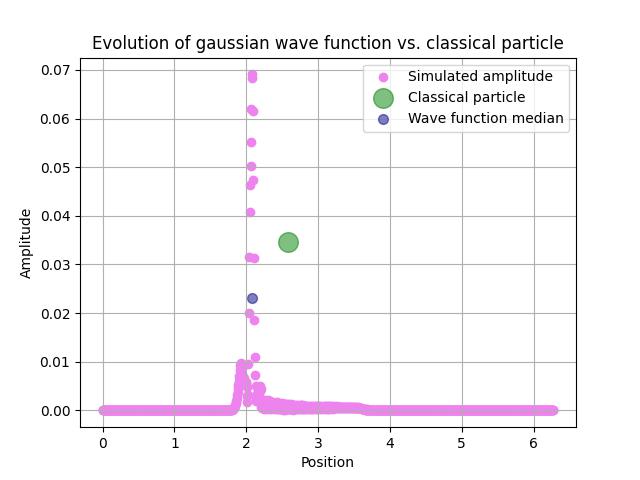 Evolution of gaussian wave function vs. classical particle
Simulated amplitude
Classical particle
Wave function median
Amplitude
0.07
0.06
0.05
0.04
0.03
0.02
0.01
0.00
0 1 2 3 4 5 6
Position